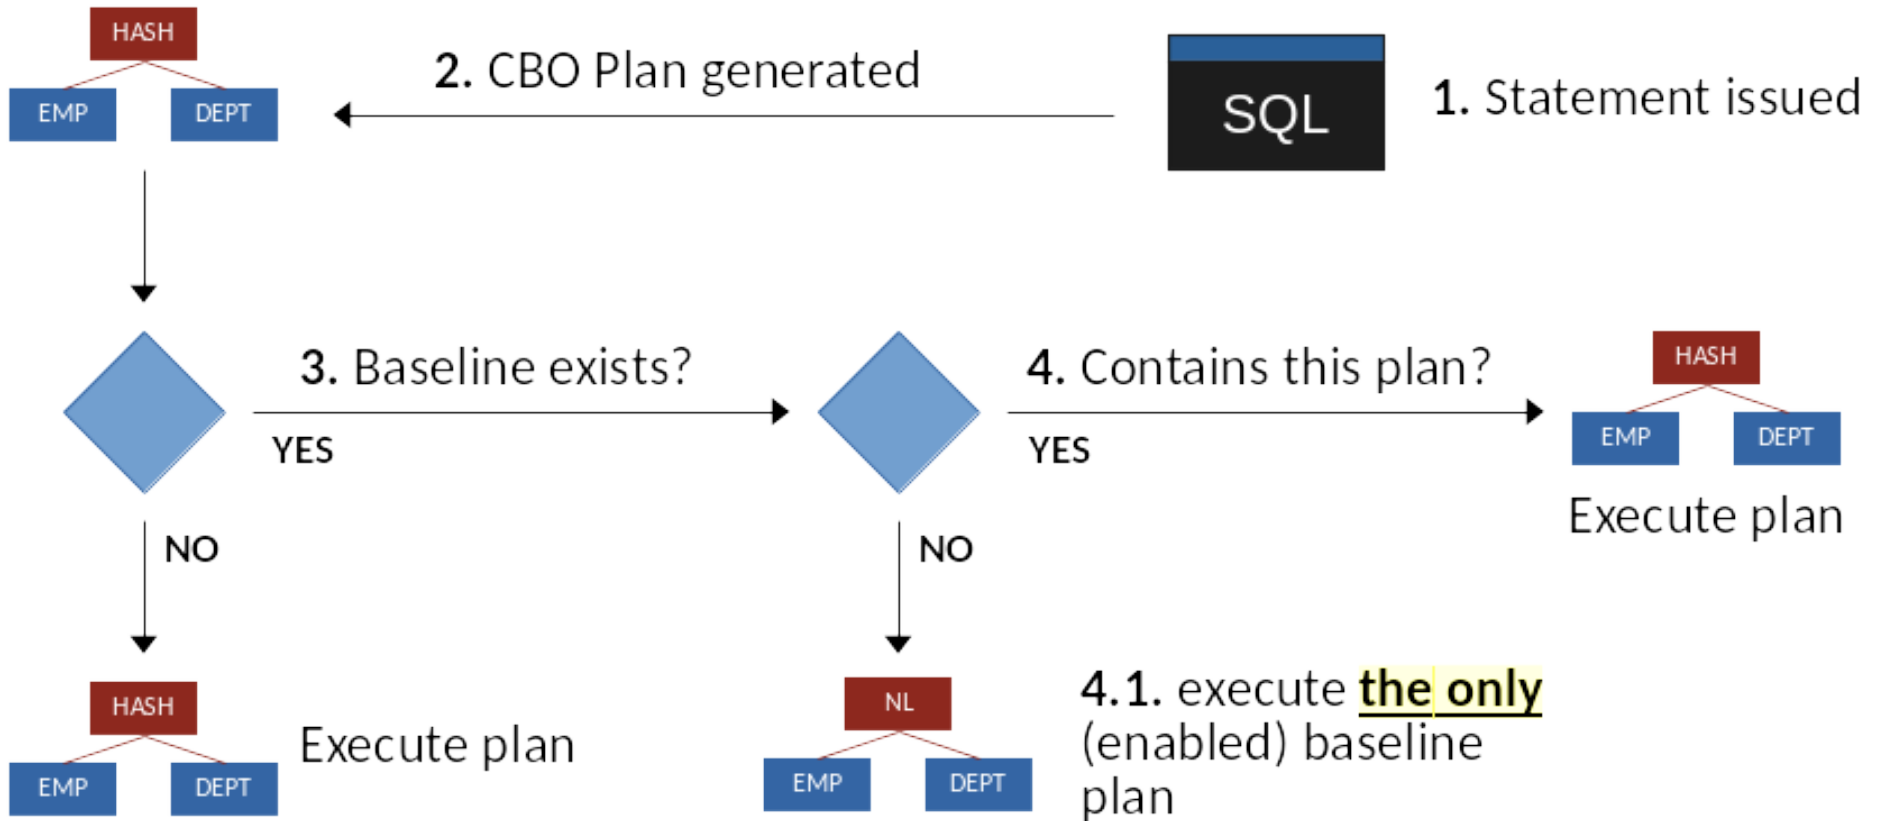 HASH
EMP
DEPT
2. CBO Plan generated
SQL
1. Statement issued
3. Baseline exists?
YES
NO
4. Contains this plan?
YES
NO
HASH
EMP
DEPT
Execute plan
HASH
EMP
DEPT
Execute plan
NL
EMP
DEPT
4.1. execute the only
(enabled) baseline
plan